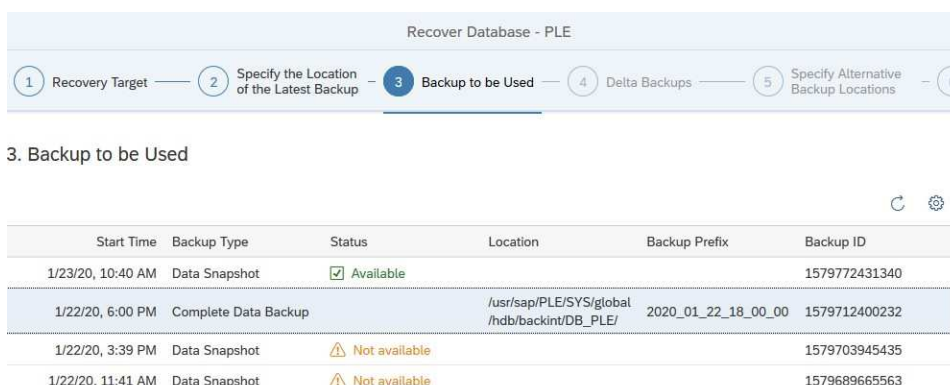 Recover Database - PLE
1 Recovery Target
2 Specify the Location
of the Latest Backup
3 Backup to be Used
4 Delta Backups
5 Specify Alternative
Backup Locations
3. Backup to be Used
Start Time Backup Type Status Location Backup Prefix Backup ID
1/23/20, 10:40 AM Data Snapshot Available 1579772431340
1/22/20, 6:00 PM Complete Data Backup /usr/sap/PLE/SYS/global
/hdb/backint/DB_PLE/ 2020_01_22_18_00_00 1579712400232
1/22/20, 3:39 PM Data Snapshot Not available 1579703945435
1/22/20, 11:41 AM Data Snapshot Not available 1579689665563